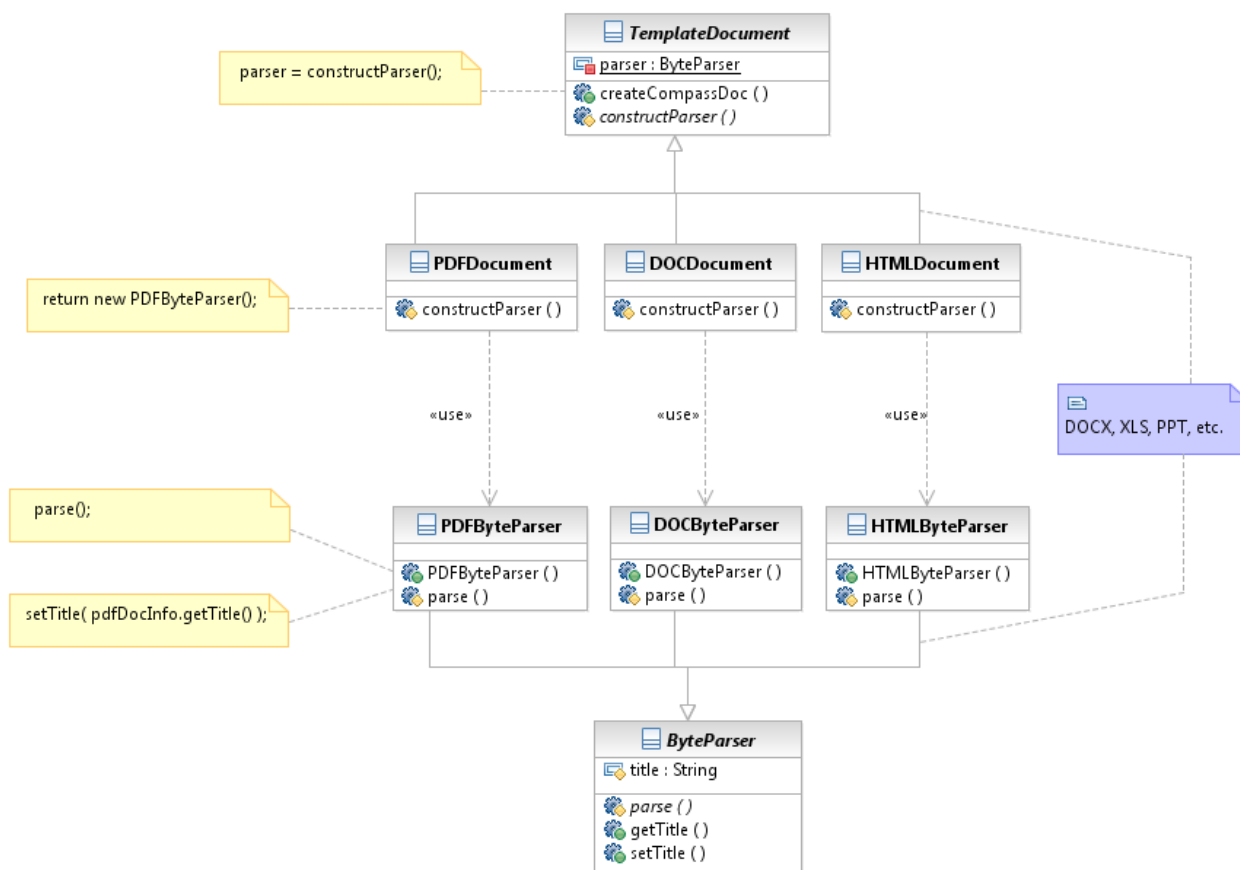 TemplateDocument
parser : ByteParser
createCompassDoc ( )
constructParser ( )
parser = constructParser();
PDFDocument
constructParser ( )
DOCDocument
constructParser ( )
HTMLDocument
constructParser ( )
return new PDFByteParser();
«use»
«use»
«use»
DOCX, XLS, PPT, etc.
parse();
setTitle( pdfDocInfo.getTitle() );
PDFByteParser
PDFByteParser ( )
parse ( )
DOCByteParser
DOCByteParser ( )
parse ( )
HTMLByteParser
HTMLByteParser ( )
parse ( )
ByteParser
title : String
parse ( )
getTitle ( )
setTitle ( )